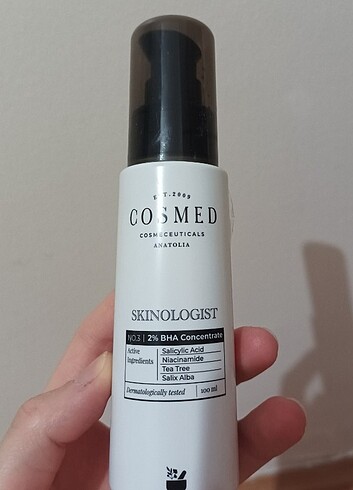 EST. 2009
COSMED
COSMECEUTICALS
ANATOLIA
SKINOLOGIST
NO.3 | 2% BHA Concentrate
Active Ingredients
Salicylic Acid
Niacinamide
Tea Tree
Salix Alba
Dermatologically tested
100 ml